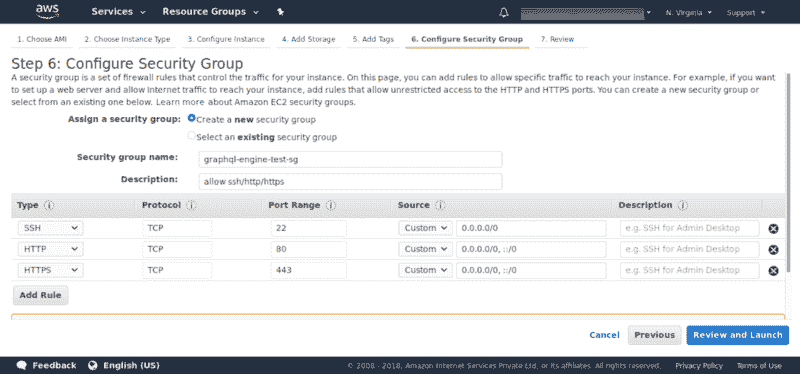 aws Services Resource Groups N. Virginia Support
1. Choose AMI 2. Choose Instance Type 3. Configure Instance 4. Add Storage 5. Add Tags 6. Configure Security Group 7. Review
Step 6: Configure Security Group
A security group is a set of firewall rules that control the traffic for your instance. On this page, you can add rules to allow specific traffic to reach your instance. For example, if you want
to set up a web server and allow Internet traffic to reach your instance, add rules that allow unrestricted access to the HTTP and HTTPS ports. You can create a new security group or
select from an existing one below. Learn more about Amazon EC2 security groups.
Assign a security group: Create a new security group
Select an existing security group
Security group name: graphql-engine-test-sg
Description: allow ssh/http/https
Type Protocol Port Range Source Description
SSH TCP 22 Custom 0.0.0.0/0 e.g. SSH for Admin Desktop
HTTP TCP 80 Custom 0.0.0.0/0, ::/0 e.g. SSH for Admin Desktop
HTTPS TCP 443 Custom 0.0.0.0/0, ::/0 e.g. SSH for Admin Desktop
Add Rule
Cancel Previous Review and Launch
Feedback English (US) © 2008 - 2018, Amazon Internet Services Private Ltd. or its affiliates. All rights reserved. Privacy Policy Terms of Use